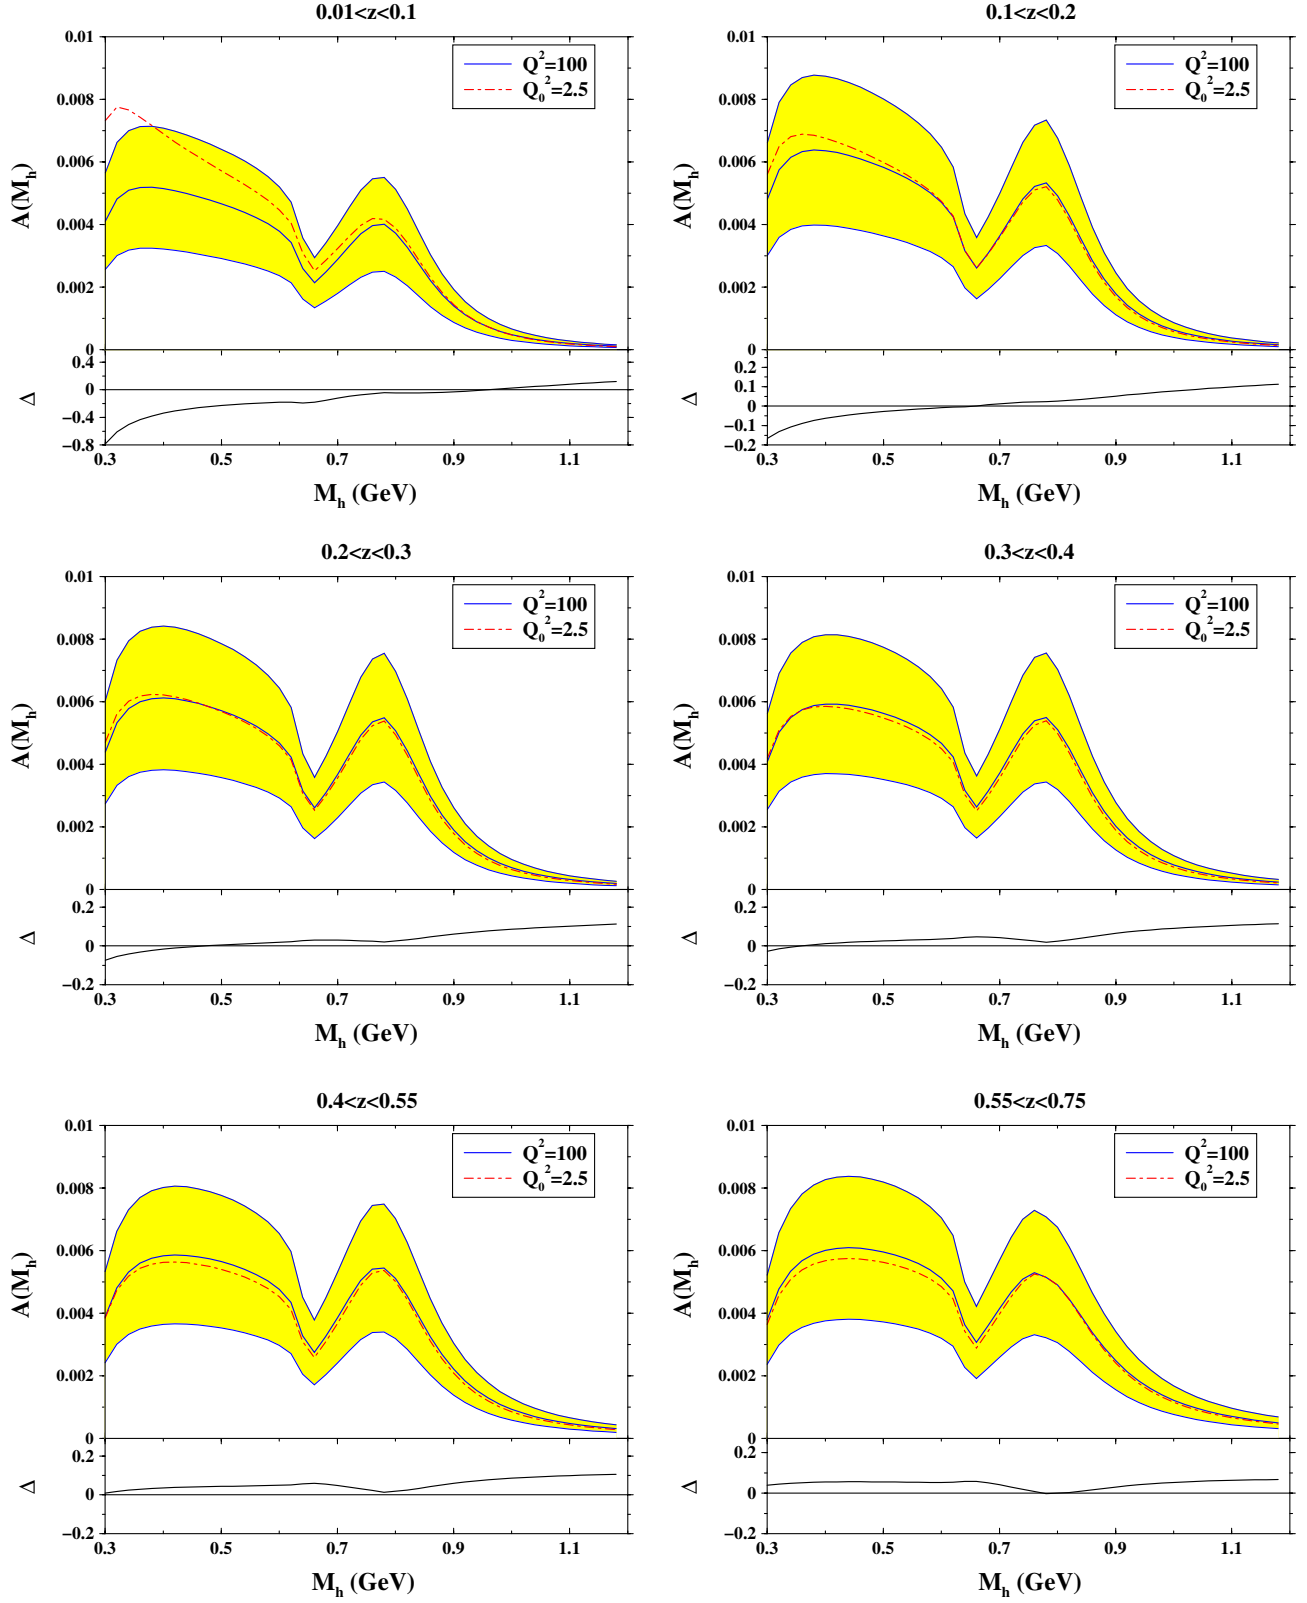 0.01<z<0.1
0.01
0.008
0.006
0.004
0.002
0
A(M_h)
Q^2=100
Q_0^2=2.5
0.4
0
−0.4
−0.8
Δ
0.3 0.5 0.7 0.9 1.1
M_h (GeV)
0.1<z<0.2
0.01
0.008
0.006
0.004
0.002
0
A(M_h)
Q^2=100
Q_0^2=2.5
0.2
0.1
0
−0.1
−0.2
Δ
0.3 0.5 0.7 0.9 1.1
M_h (GeV)
0.2<z<0.3
0.01
0.008
0.006
0.004
0.002
0
A(M_h)
Q^2=100
Q_0^2=2.5
0.2
0
−0.2
Δ
0.3 0.5 0.7 0.9 1.1
M_h (GeV)
0.3<z<0.4
0.01
0.008
0.006
0.004
0.002
0
A(M_h)
Q^2=100
Q_0^2=2.5
0.2
0
−0.2
Δ
0.3 0.5 0.7 0.9 1.1
M_h (GeV)
0.4<z<0.55
0.01
0.008
0.006
0.004
0.002
0
A(M_h)
Q^2=100
Q_0^2=2.5
0.2
0
−0.2
Δ
0.3 0.5 0.7 0.9 1.1
M_h (GeV)
0.55<z<0.75
0.01
0.008
0.006
0.004
0.002
0
A(M_h)
Q^2=100
Q_0^2=2.5
0.2
0
−0.2
Δ
0.3 0.5 0.7 0.9 1.1
M_h (GeV)